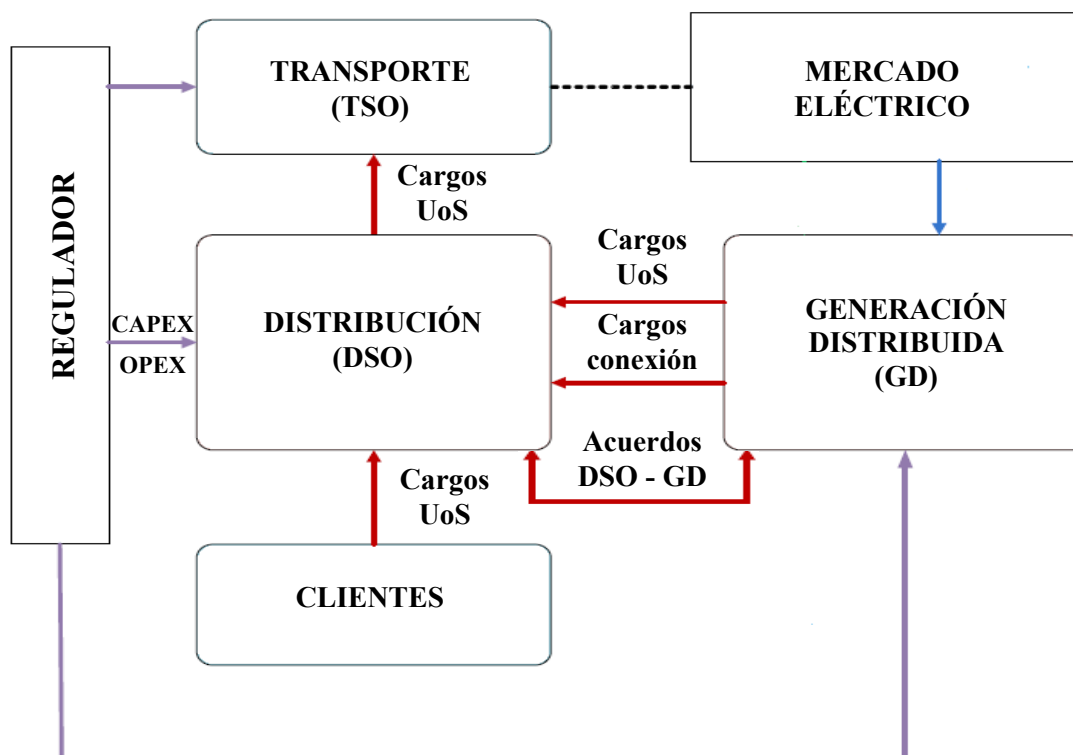 TRANSPORTE
(TSO)
MERCADO
ELÉCTRICO
REGULADOR
Cargos
UoS
CAPEX
OPEX
DISTRIBUCIÓN
(DSO)
Cargos
UoS
Cargos
conexión
GENERACIÓN
DISTRIBUIDA
(GD)
Acuerdos
DSO - GD
Cargos
UoS
CLIENTES